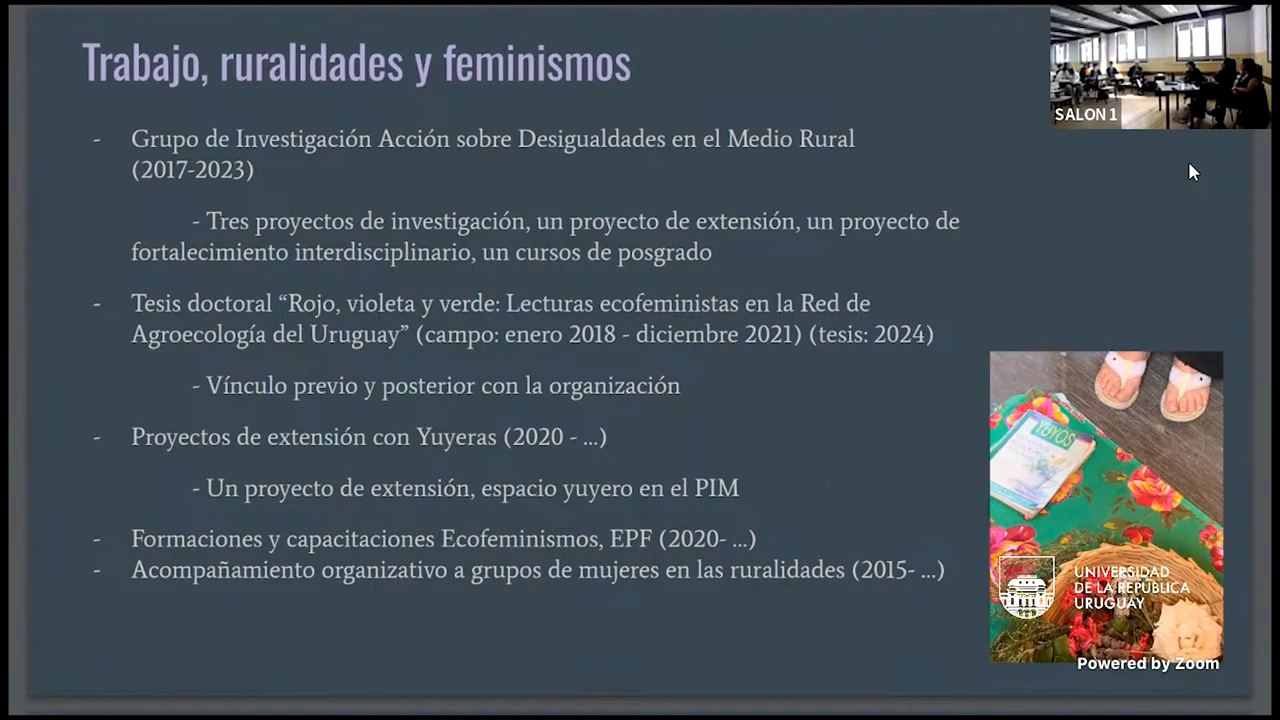 Trabajo, ruralidades y feminismos
SALON 1
- Grupo de Investigación Acción sobre Desigualdades en el Medio Rural
(2017-2023)
- Tres proyectos de investigación, un proyecto de extensión, un proyecto de
fortalecimiento interdisciplinario, un cursos de posgrado
- Tesis doctoral “Rojo, violeta y verde: Lecturas ecofeministas en la Red de
Agroecología del Uruguay” (campo: enero 2018 - diciembre 2021) (tesis: 2024)
- Vínculo previo y posterior con la organización
- Proyectos de extensión con Yuyeras (2020 - ...)
- Un proyecto de extensión, espacio yuyero en el PIM
- Formaciones y capacitaciones Ecofeminismos, EPF (2020- ...)
- Acompañamiento organizativo a grupos de mujeres en las ruralidades (2015- ...)
YUYOS
UNIVERSIDAD
DE LA REPÚBLICA
URUGUAY
Powered by Zoom